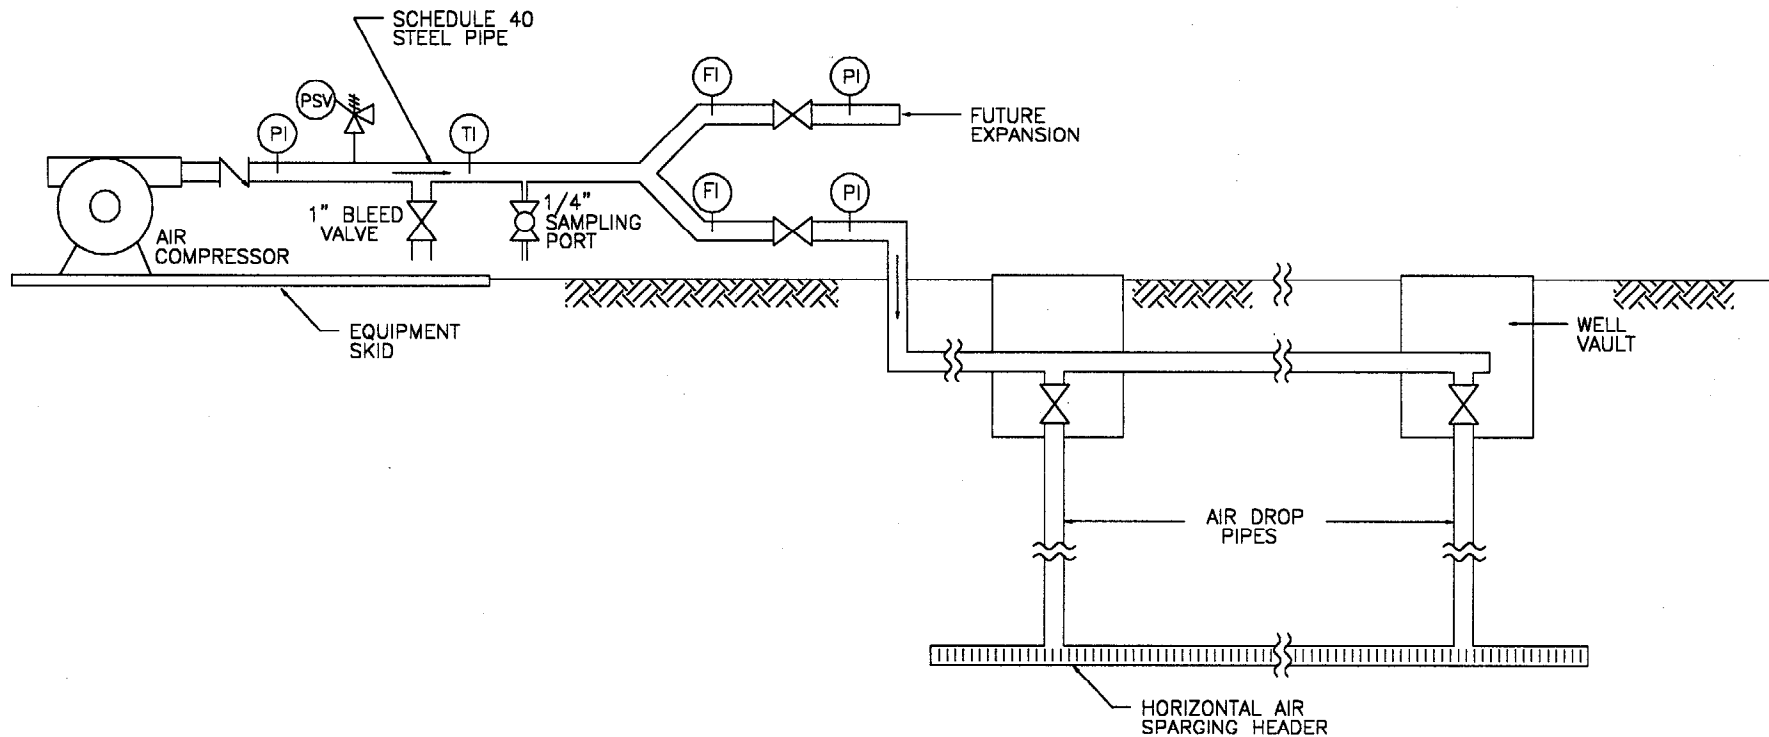 SCHEDULE 40
STEEL PIPE
FI
PI
PSV
PI
TI
FUTURE
EXPANSION
FI
PI
1" BLEED
VALVE
1/4"
SAMPLING
PORT
AIR
COMPRESSOR
EQUIPMENT
SKID
WELL
VAULT
AIR DROP
PIPES
HORIZONTAL AIR
SPARGING HEADER